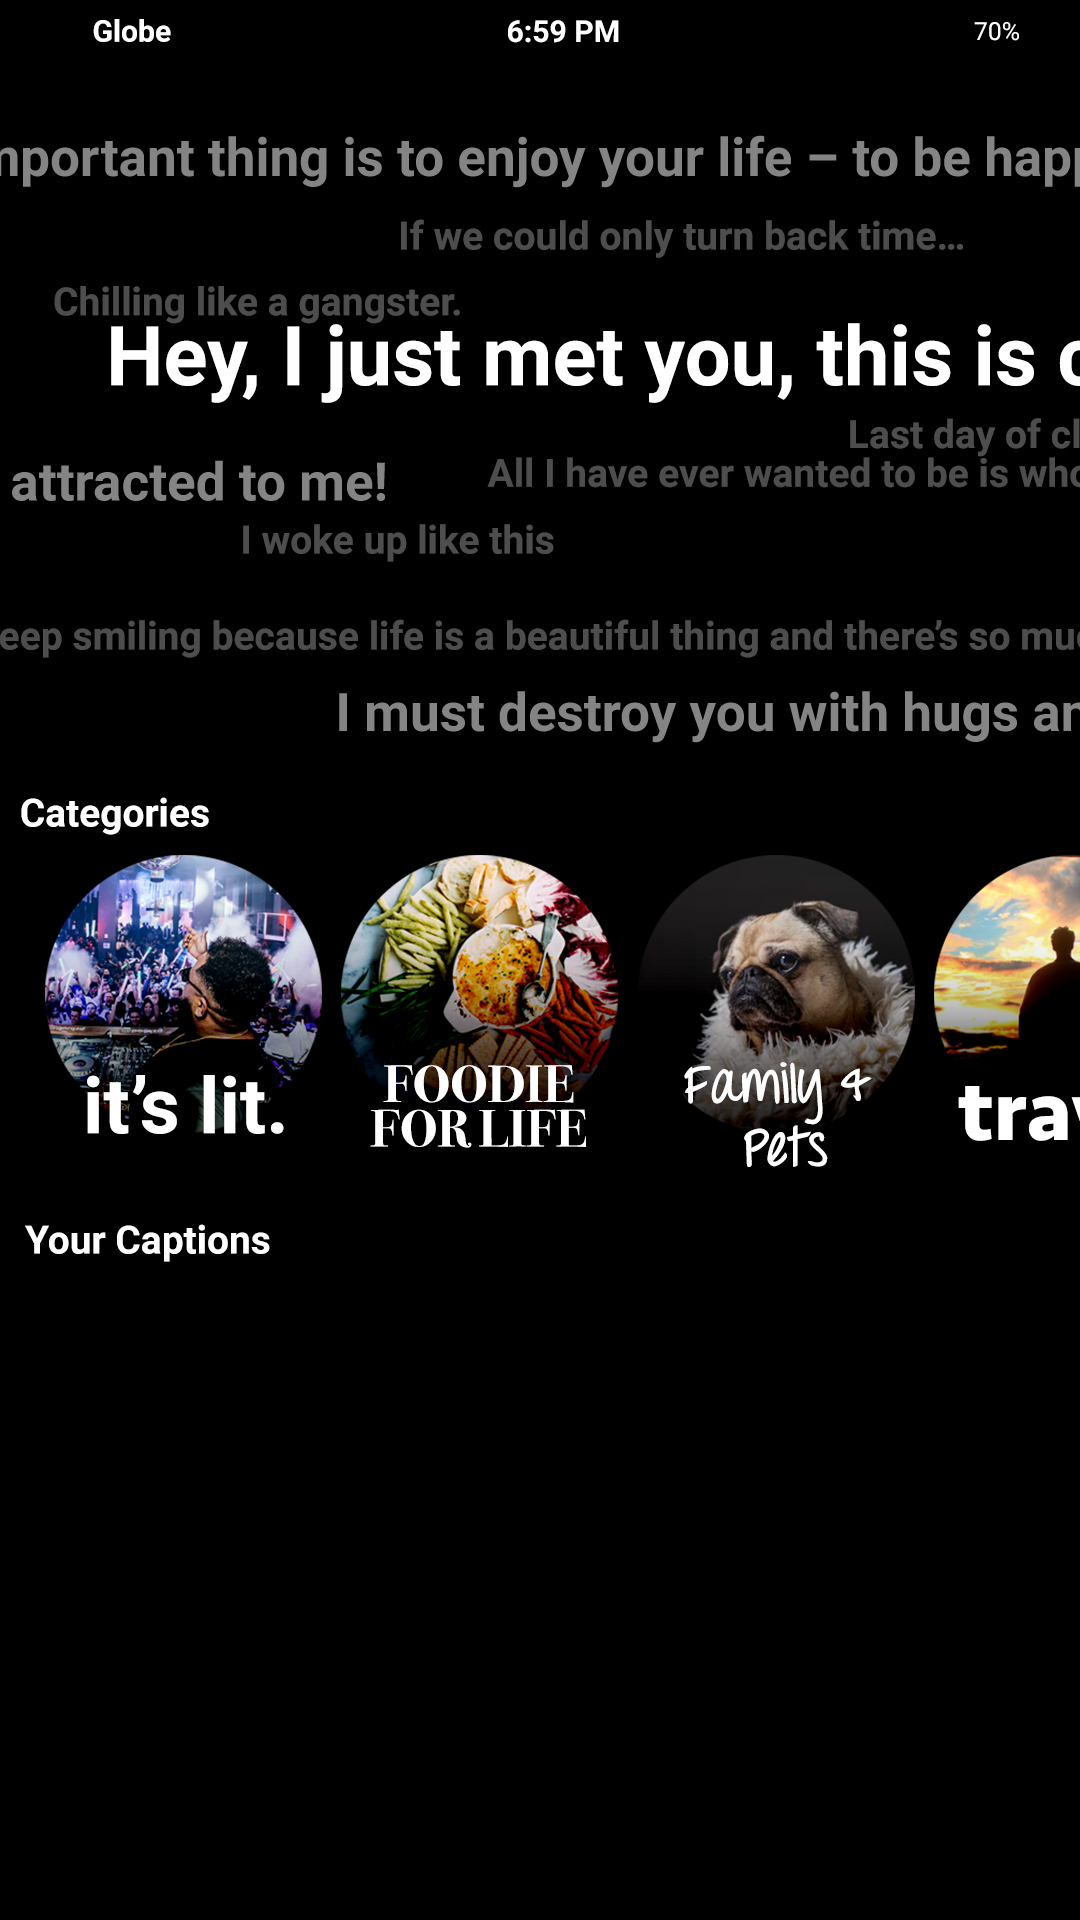 Globe 6:59 PM 70%
mportant thing is to enjoy your life – to be happ
If we could only turn back time...
Chilling like a gangster.
Hey, I just met you, this is c
Last day of cl
attracted to me!
All I have ever wanted to be is who
I woke up like this
eep smiling because life is a beautiful thing and there’s so muc
I must destroy you with hugs an
Categories
it’s lit.
FOODIE
FOR LIFE
Family &
Pets
trav
Your Captions